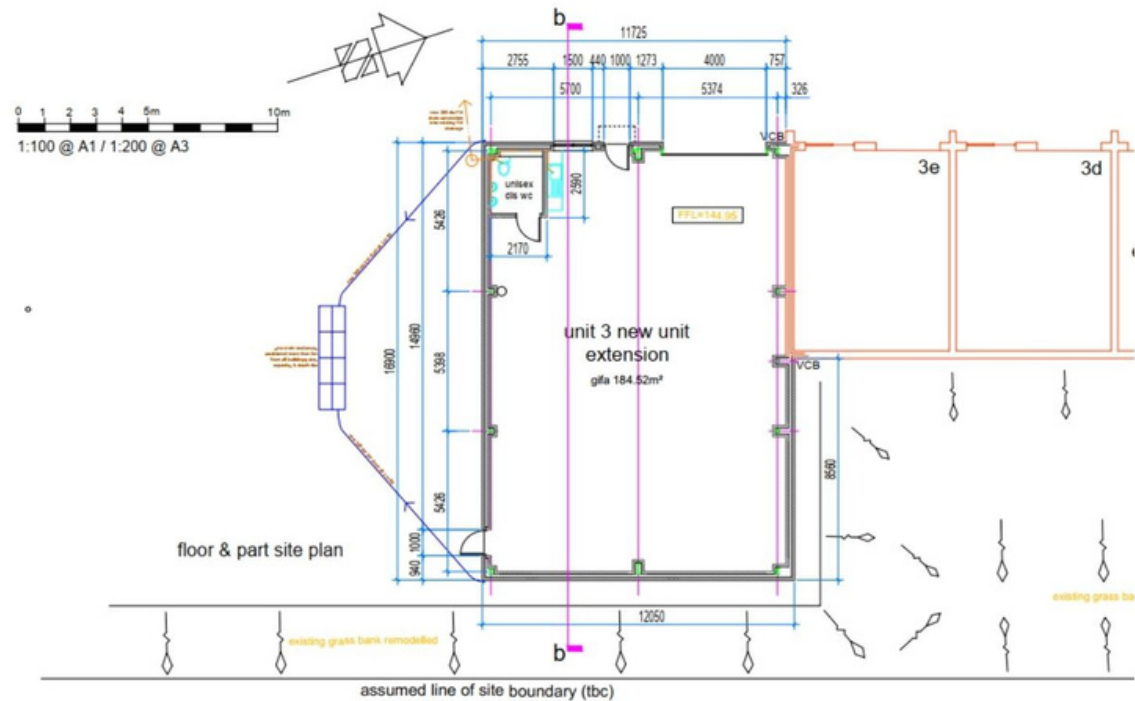 b
11725
2755 1500 440 1000 1273 4000 757
5700 5374 326
0 1 2 3 4 5m 10m
1:100 @ A1 / 1:200 @ A3
VCB
3e 3d
unisex
dis wc
2590
FFL=144.95
2170
5426
unit 3 new unit
extension
gifa 184.52m²
VCB
16900
14960
5398
8560
5426
floor & part site plan
1000
940
existing grass ba
12050
existing grass bank remodelled
b
assumed line of site boundary (tbc)